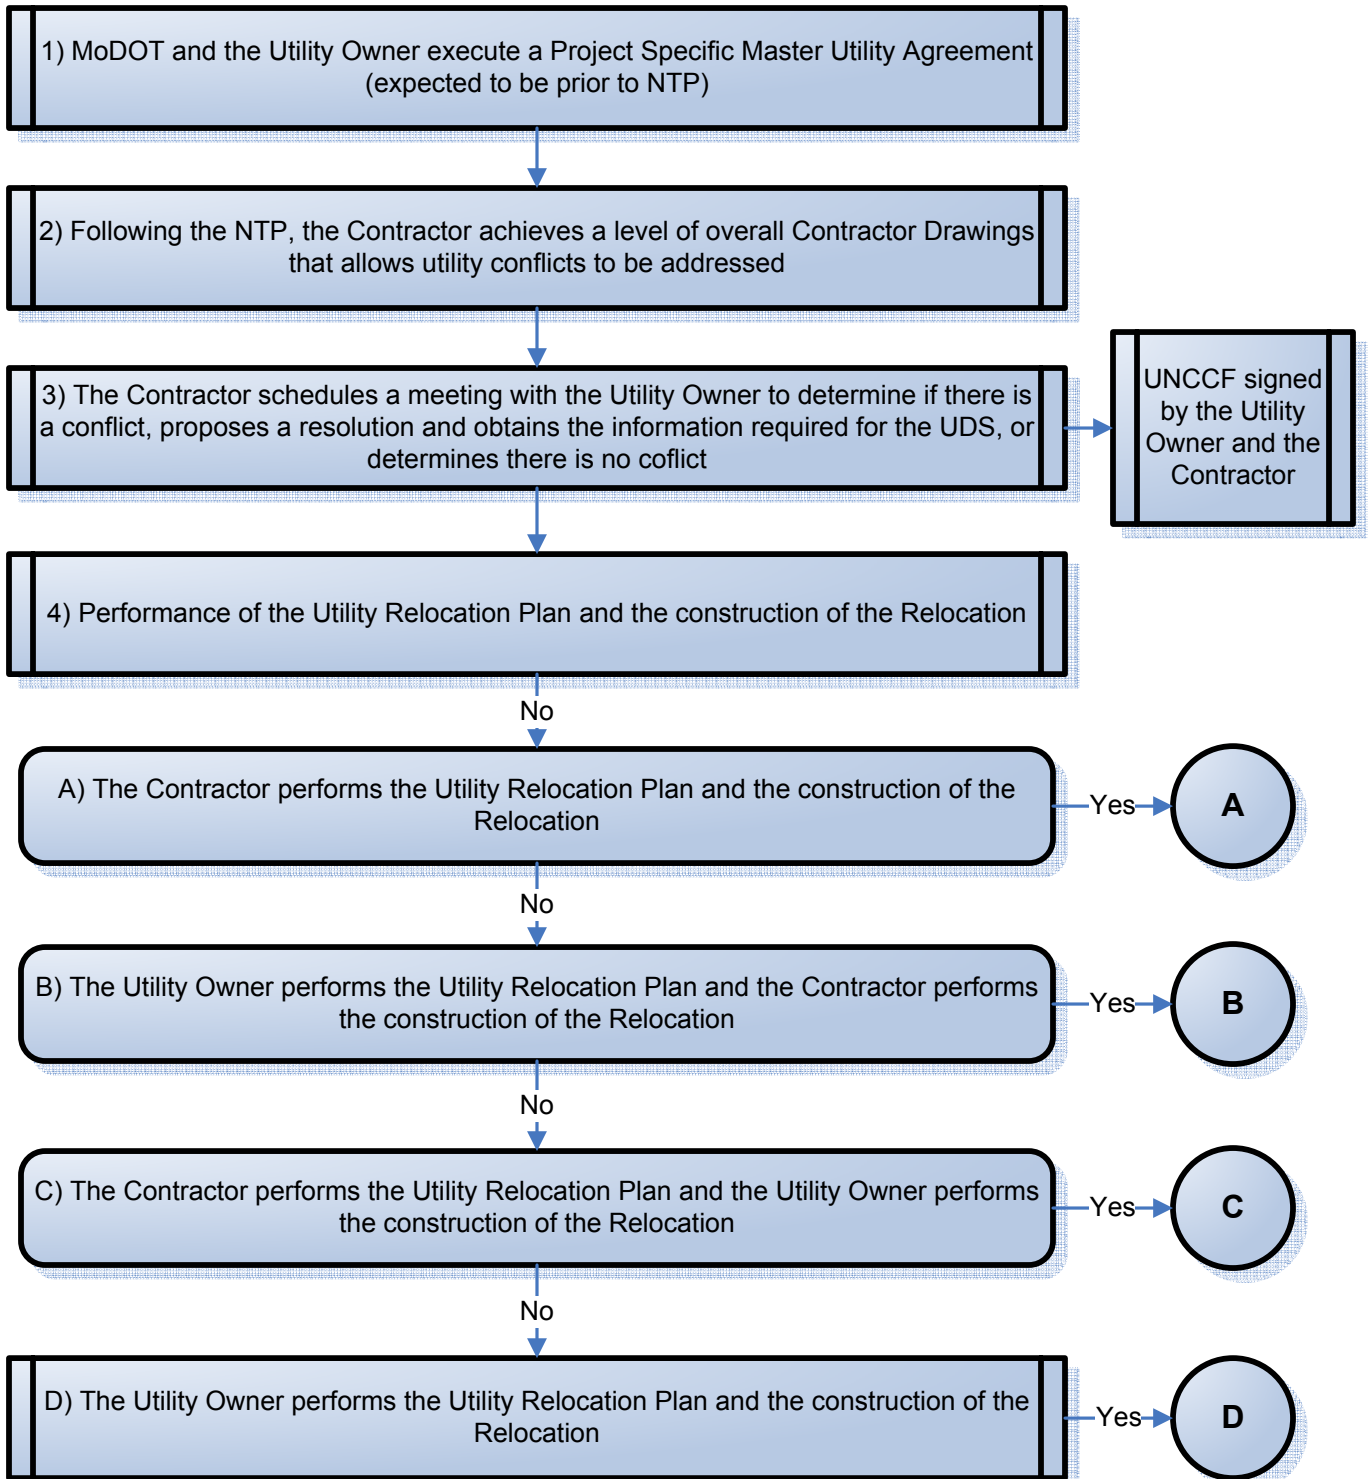 1) MoDOT and the Utility Owner execute a Project Specific Master Utility Agreement
(expected to be prior to NTP)
2) Following the NTP, the Contractor achieves a level of overall Contractor Drawings
that allows utility conflicts to be addressed
3) The Contractor schedules a meeting with the Utility Owner to determine if there is
a conflict, proposes a resolution and obtains the information required for the UDS, or
determines there is no coflict
UNCCF signed
by the Utility
Owner and the
Contractor
4) Performance of the Utility Relocation Plan and the construction of the Relocation
No
A) The Contractor performs the Utility Relocation Plan and the construction of the
Relocation
Yes
A
No
B) The Utility Owner performs the Utility Relocation Plan and the Contractor performs
the construction of the Relocation
Yes
B
No
C) The Contractor performs the Utility Relocation Plan and the Utility Owner performs
the construction of the Relocation
Yes
C
No
D) The Utility Owner performs the Utility Relocation Plan and the construction of the
Relocation
Yes
D